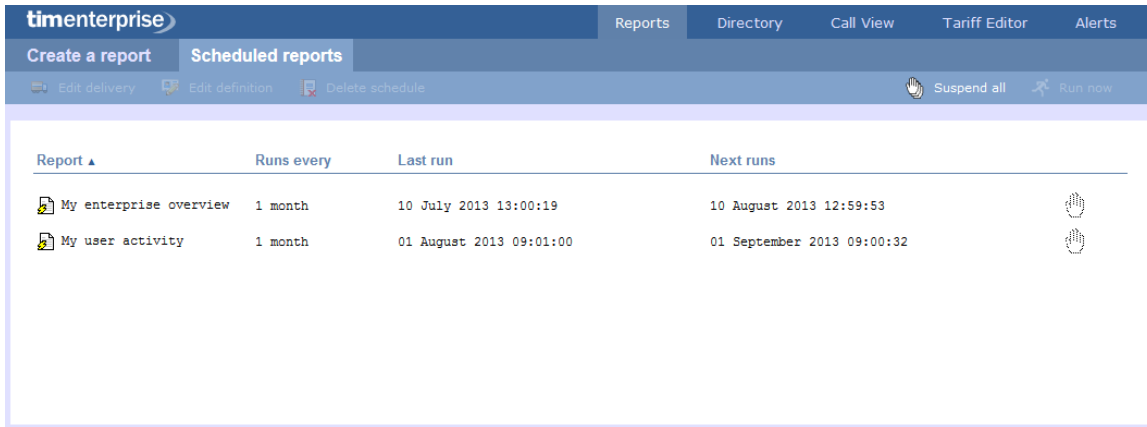 timenterprise Reports Directory Call View Tariff Editor Alerts
Create a report Scheduled reports
Edit delivery Edit definition Delete schedule Suspend all Run now
Report ▲ Runs every Last run Next runs
My enterprise overview 1 month 10 July 2013 13:00:19 10 August 2013 12:59:53
My user activity 1 month 01 August 2013 09:01:00 01 September 2013 09:00:32